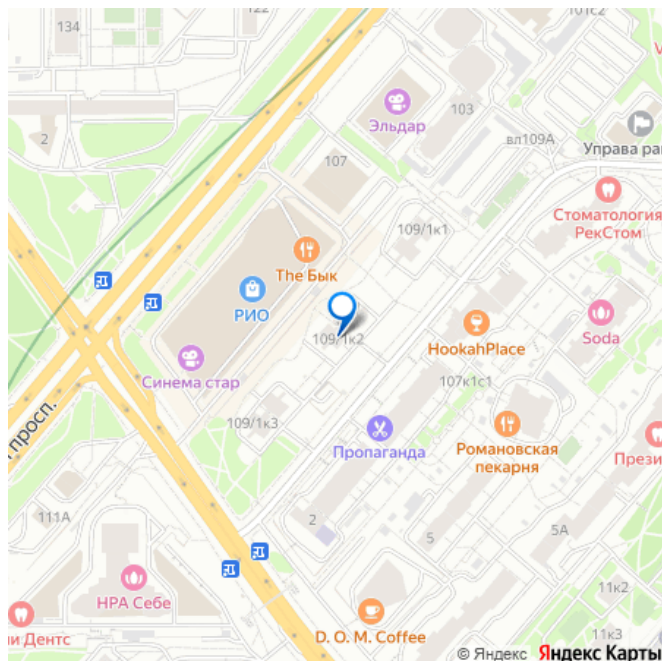 122
101с2
134
103
Эльдар
вл109А
2
Управа рай
107
Стоматология
РекСтом
109/1к1
The Бык
РИО
Soda
109/1к2
HookahPlace
Синема стар
107к1с1
109/1к3
просп.
Пропаганда
Романовская
пекарня
Прези
111А
2
5
5А
НРА Себе
11к2
и Дентс
D. O. M. Coffee
11к3
© Яндекс Яндекс Карты